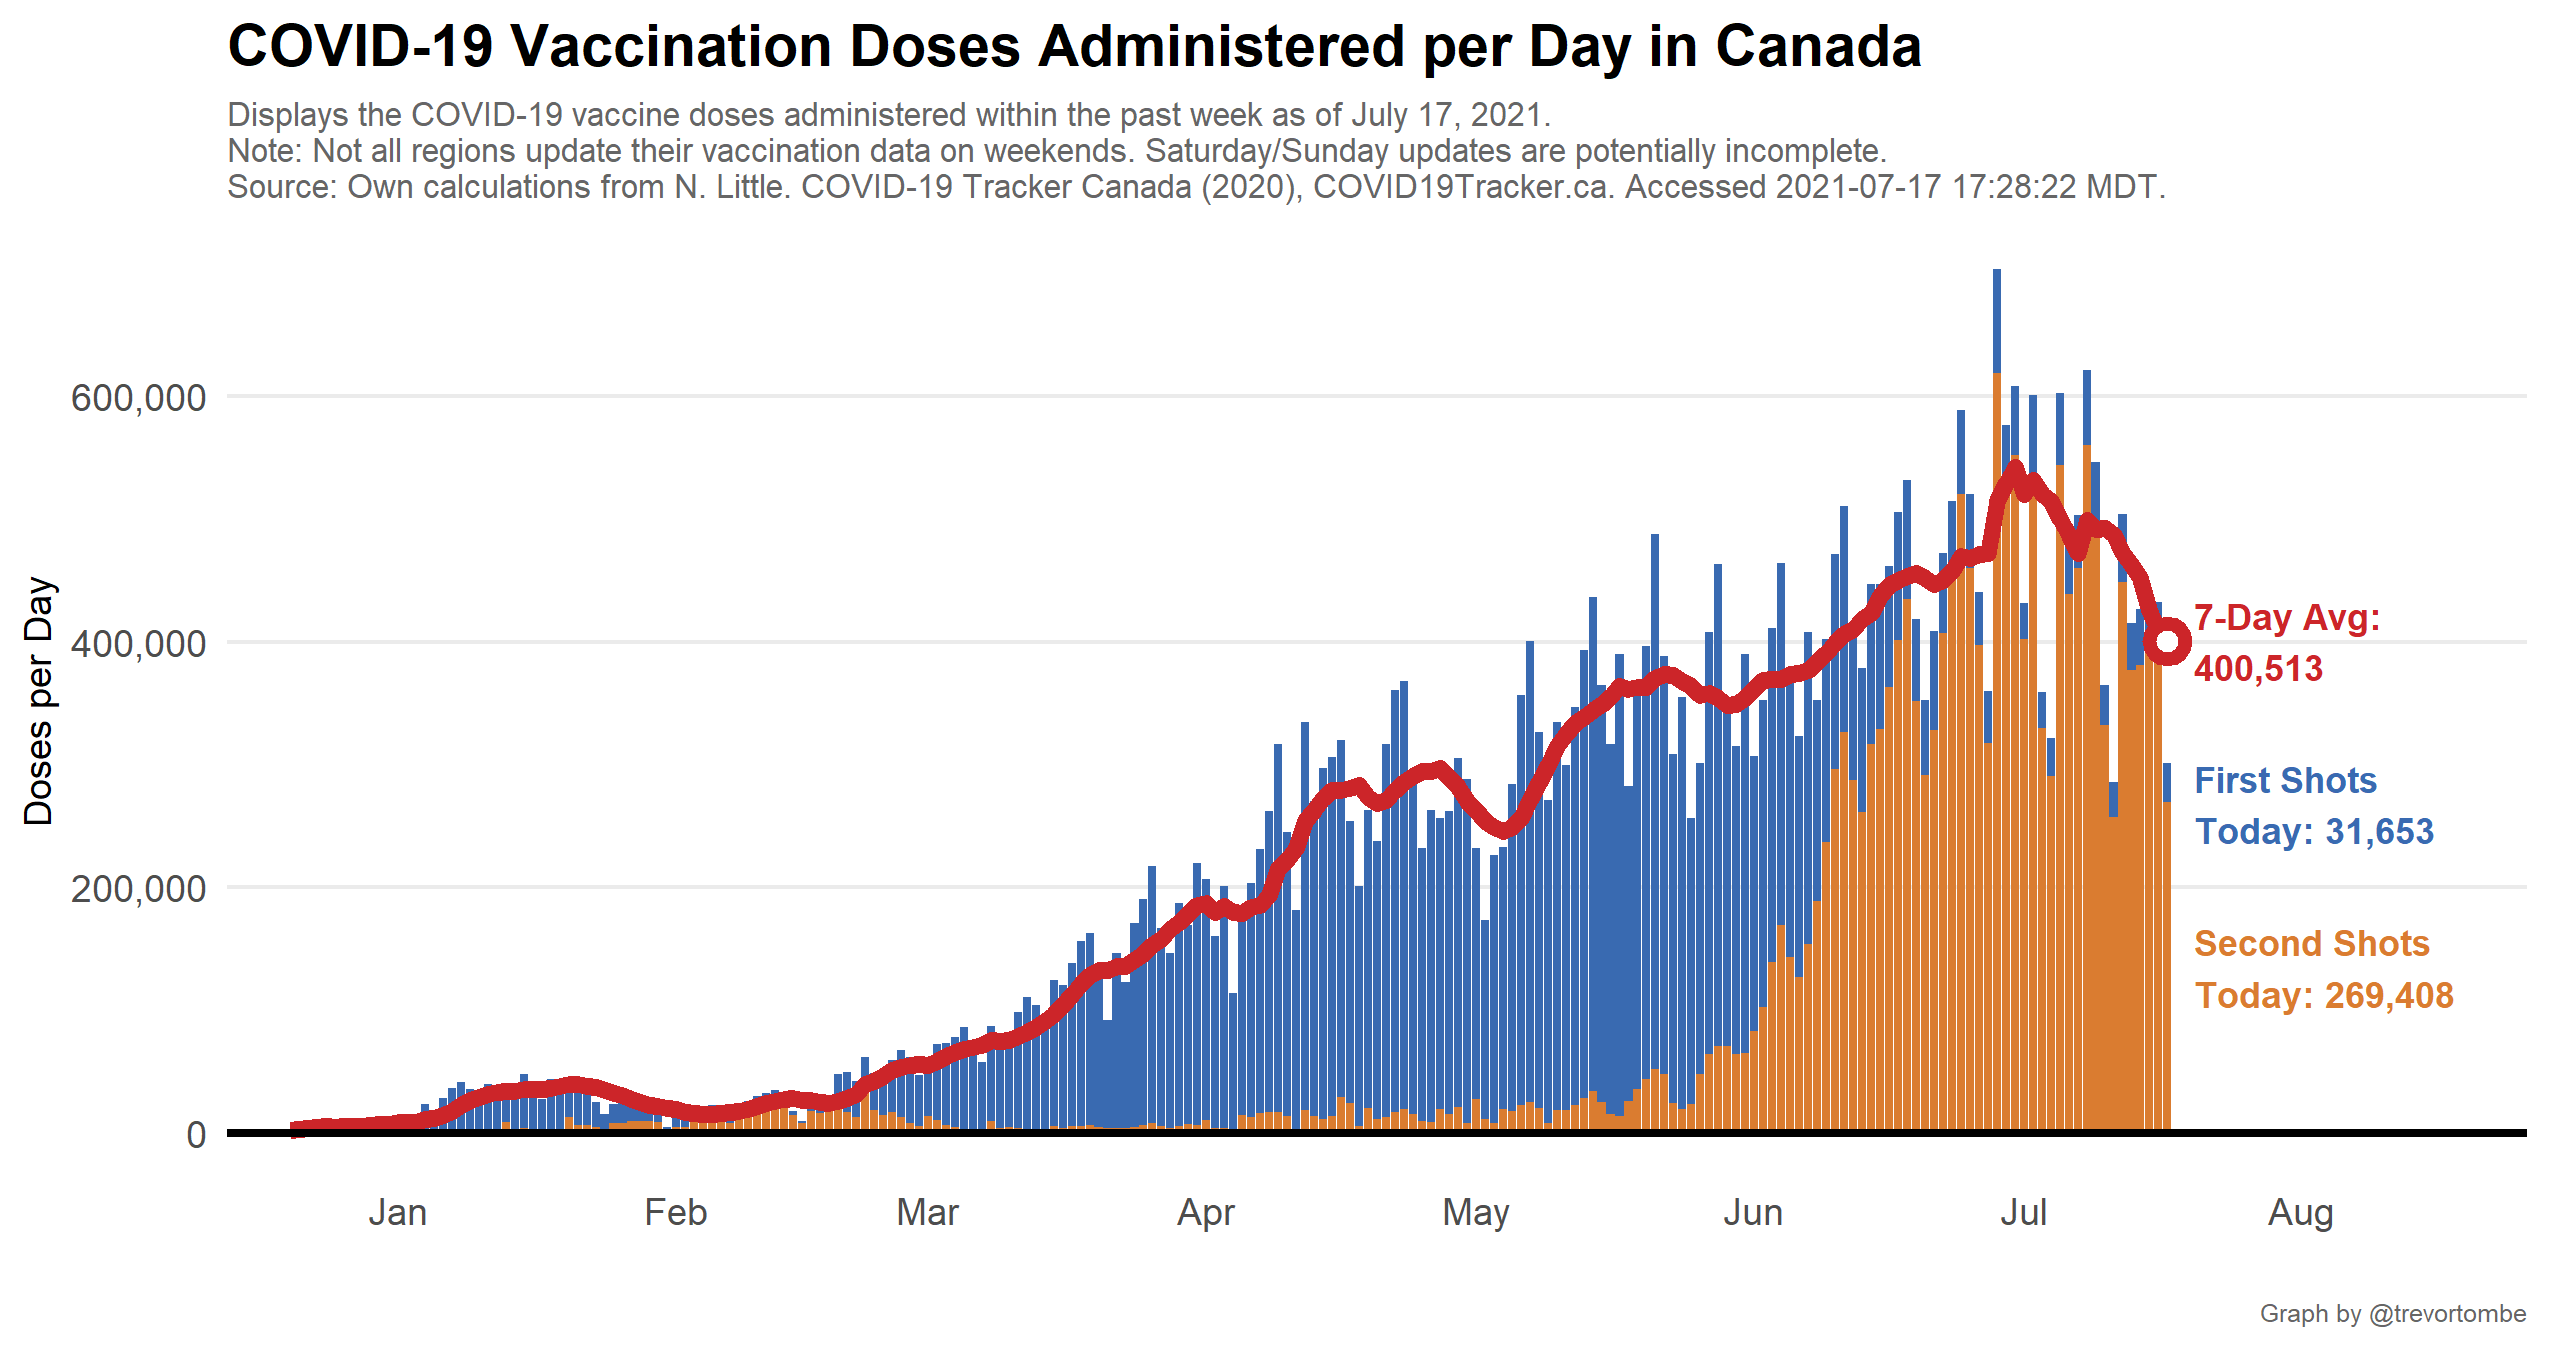 COVID-19 Vaccination Doses Administered per Day in Canada
Displays the COVID-19 vaccine doses administered within the past week as of July 17, 2021.
Note: Not all regions update their vaccination data on weekends. Saturday/Sunday updates are potentially incomplete.
Source: Own calculations from N. Little. COVID-19 Tracker Canada (2020), COVID19Tracker.ca. Accessed 2021-07-17 17:28:22 MDT.
Doses per Day
600,000
400,000
200,000
0
7-Day Avg:
400,513
First Shots
Today: 31,653
Second Shots
Today: 269,408
Jan Feb Mar Apr May Jun Jul Aug
Graph by @trevortombe